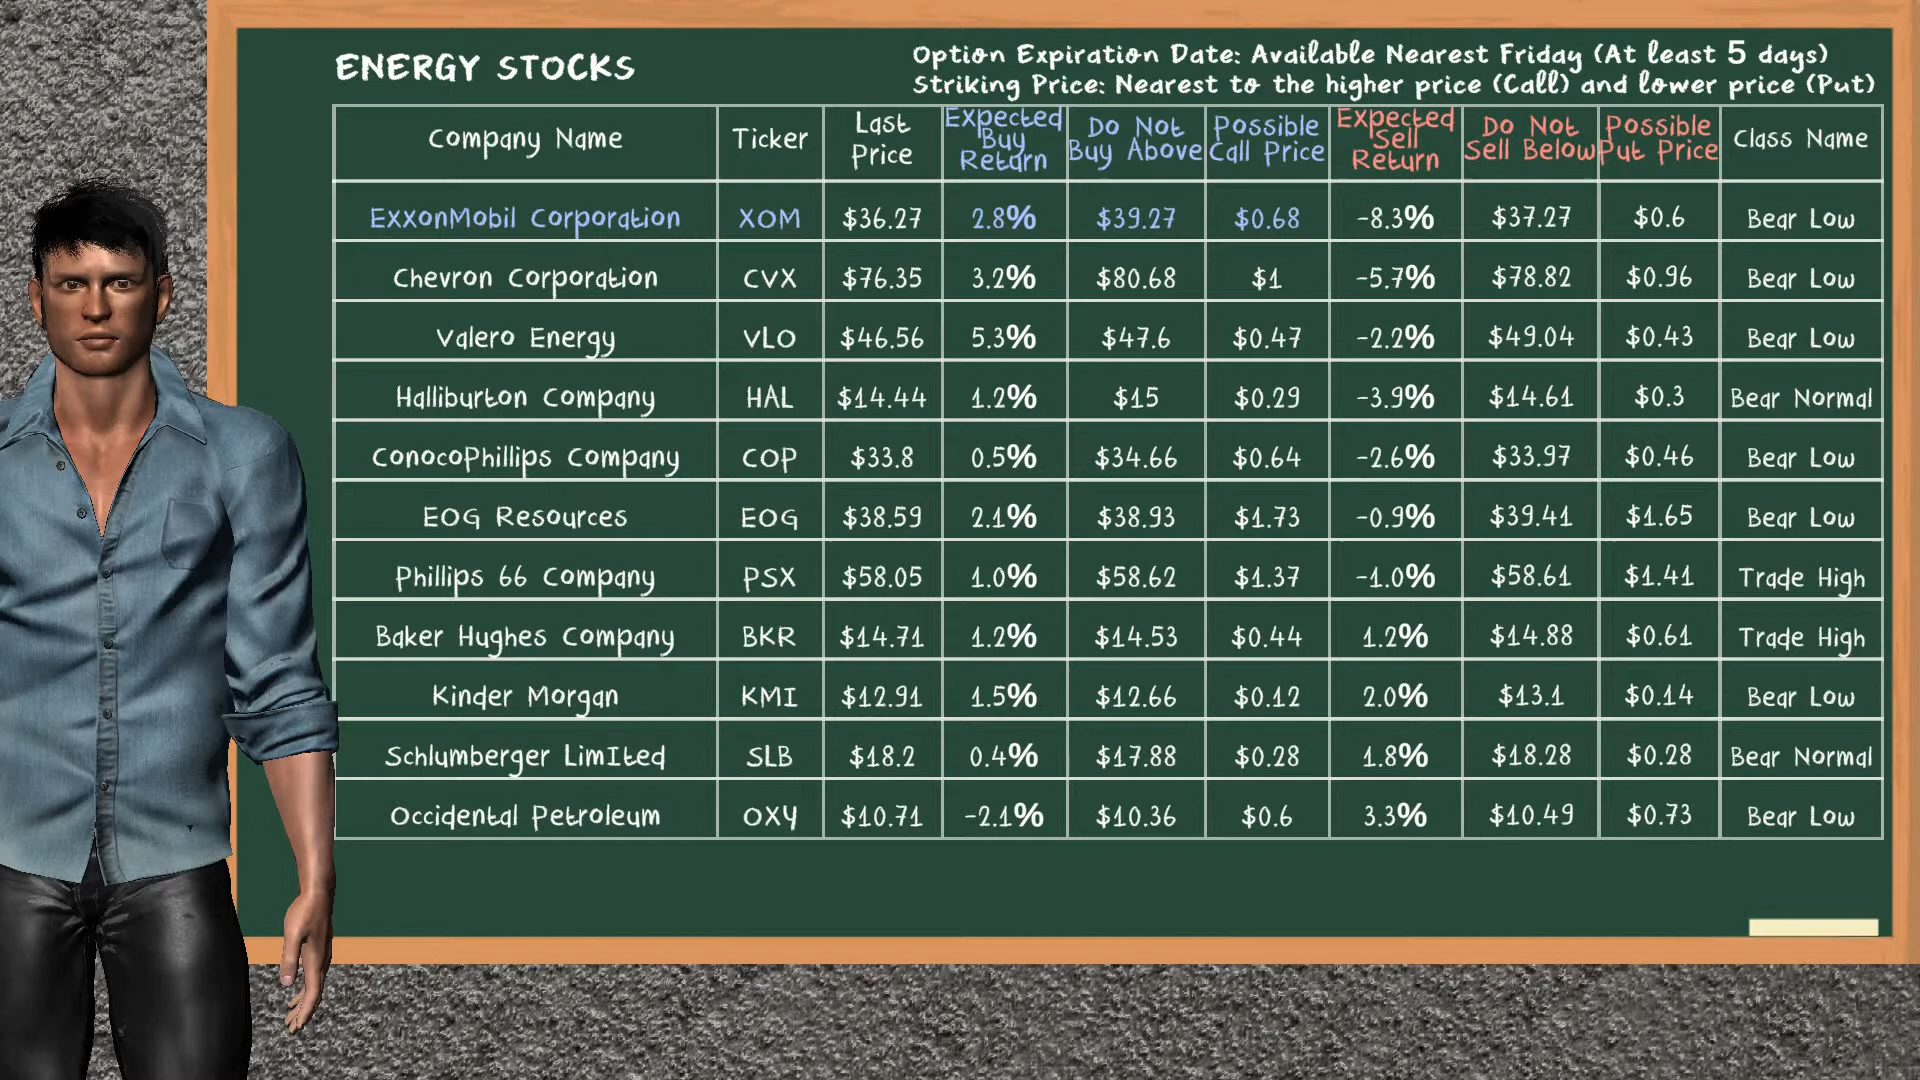 ENERGY STOCKS
Option Expiration Date: Available Nearest Friday (At least 5 days)
Striking Price: Nearest to the higher price (Call) and lower price (Put)
Company Name Ticker Last Price Expected Buy Return Do Not Buy Above Possible Call Price Expected Sell Return Do Not Sell Below Possible Put Price Class Name
ExxonMobil Corporation XOM $36.27 2.8% $39.27 $0.68 -8.3% $37.27 $0.6 Bear Low
Chevron Corporation CVX $76.35 3.2% $80.68 $1 -5.7% $78.82 $0.96 Bear Low
Valero Energy VLO $46.56 5.3% $47.6 $0.47 -2.2% $49.04 $0.43 Bear Low
Halliburton Company HAL $14.44 1.2% $15 $0.29 -3.9% $14.61 $0.3 Bear Normal
ConocoPhillips Company COP $33.8 0.5% $34.66 $0.64 -2.6% $33.97 $0.46 Bear Low
EOG Resources EOG $38.59 2.1% $38.93 $1.73 -0.9% $39.41 $1.65 Bear Low
Phillips 66 Company PSX $58.05 1.0% $58.62 $1.37 -1.0% $58.61 $1.41 Trade High
Baker Hughes Company BKR $14.71 1.2% $14.53 $0.44 1.2% $14.88 $0.61 Trade High
Kinder Morgan KMI $12.91 1.5% $12.66 $0.12 2.0% $13.1 $0.14 Bear Low
Schlumberger LimIted SLB $18.2 0.4% $17.88 $0.28 1.8% $18.28 $0.28 Bear Normal
Occidental Petroleum OXY $10.71 -2.1% $10.36 $0.6 3.3% $10.49 $0.73 Bear Low